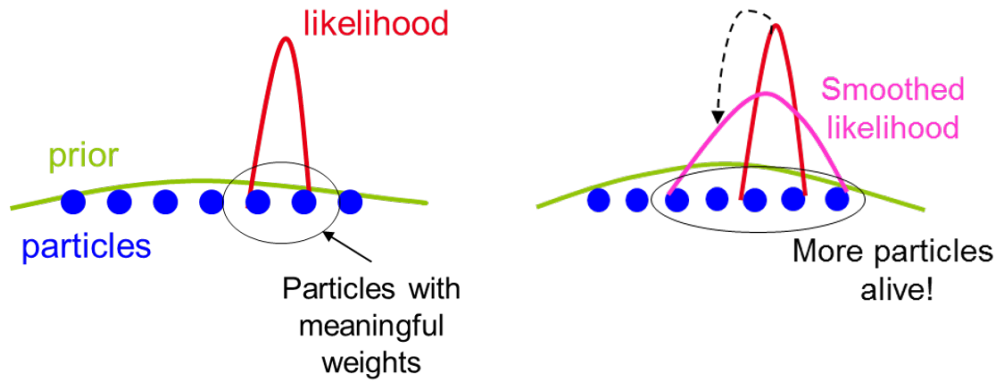 likelihood
prior
particles
Particles with
meaningful
weights
Smoothed
likelihood
More particles
alive!